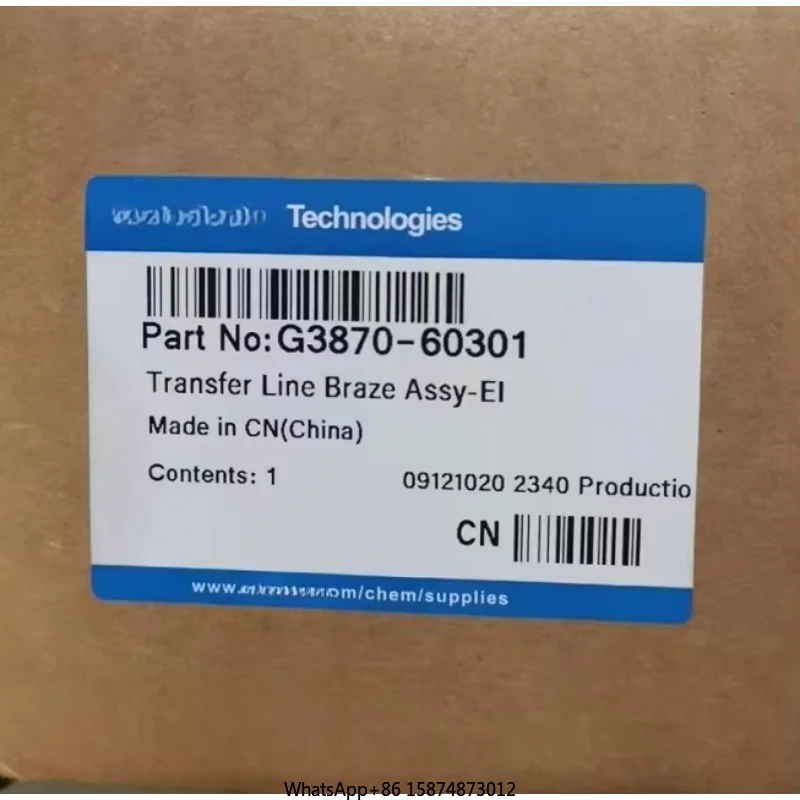 Technologies
Part No:G3870-60301
Transfer Line Braze Assy-EI
Made in CN(China)
Contents: 1
09121020 2340 Productio
CN
www. m/chem/supplies
WhatsApp+86 15874873012